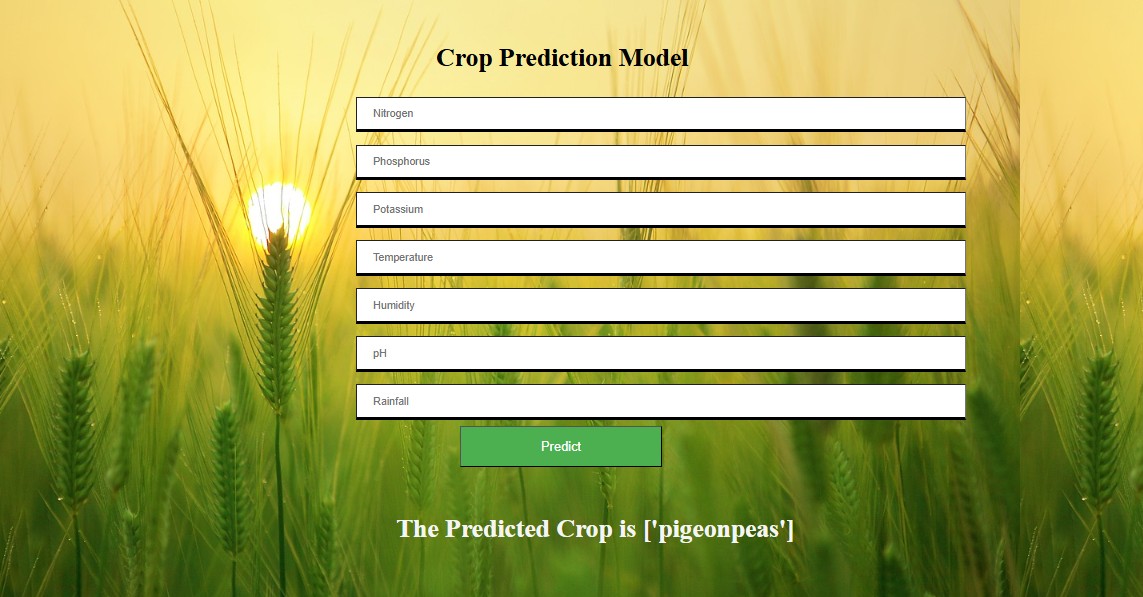 Crop Prediction Model
Nitrogen
Phosphorus
Potassium
Temperature
Humidity
pH
Rainfall
Predict
The Predicted Crop is ['pigeonpeas']